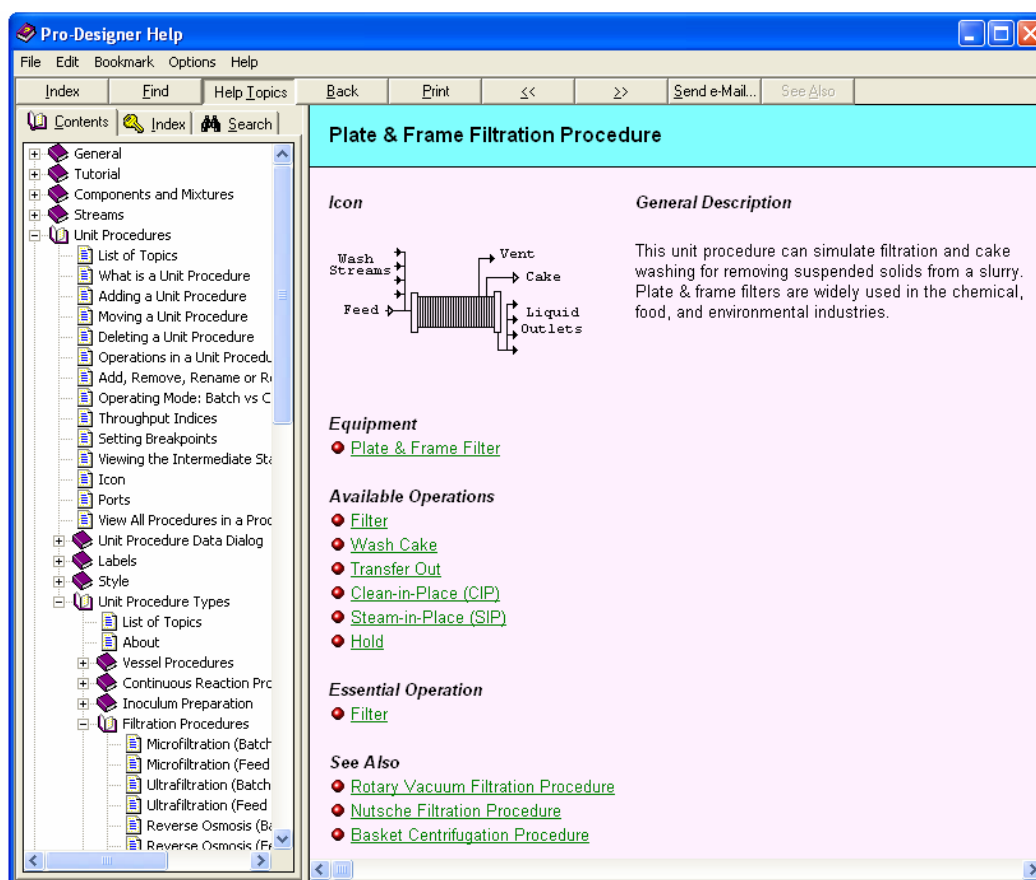 Pro-Designer Help
File Edit Bookmark Options Help
Index Find Help Topics Back Print << >> Send e-Mail... See Also
Contents Index Search
General
Tutorial
Components and Mixtures
Streams
Unit Procedures
List of Topics
What is a Unit Procedure
Adding a Unit Procedure
Moving a Unit Procedure
Deleting a Unit Procedure
Operations in a Unit Procedu
Add, Remove, Rename or R
Operating Mode: Batch vs C
Throughput Indices
Setting Breakpoints
Viewing the Intermediate Sta
Icon
Ports
View All Procedures in a Proc
Unit Procedure Data Dialog
Labels
Style
Unit Procedure Types
List of Topics
About
Vessel Procedures
Continuous Reaction Pro
Inoculum Preparation
Filtration Procedures
Microfiltration (Batch
Microfiltration (Feed
Ultrafiltration (Batch
Ultrafiltration (Feed
Reverse Osmosis (Ba
Reverse Osmosis (Fe
Plate & Frame Filtration Procedure
Icon
Wash
Streams
Feed
Vent
Cake
Liquid
Outlets
General Description
This unit procedure can simulate filtration and cake
washing for removing suspended solids from a slurry.
Plate & frame filters are widely used in the chemical,
food, and environmental industries.
Equipment
Plate & Frame Filter
Available Operations
Filter
Wash Cake
Transfer Out
Clean-in-Place (CIP)
Steam-in-Place (SIP)
Hold
Essential Operation
Filter
See Also
Rotary Vacuum Filtration Procedure
Nutsche Filtration Procedure
Basket Centrifugation Procedure